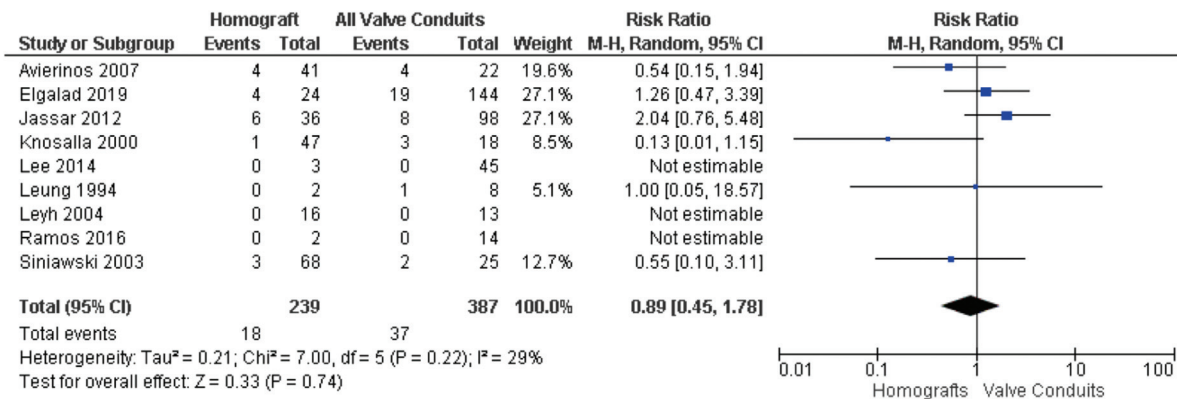 Homograft All Valve Conduits Risk Ratio Risk Ratio
Study or Subgroup Events Total Events Total Weight M-H, Random, 95% CI M-H, Random, 95% CI
Avierinos 2007 4 41 4 22 19.6% 0.54 [0.15, 1.94]
Elgalad 2019 4 24 19 144 27.1% 1.26 [0.47, 3.39]
Jassar 2012 6 36 8 98 27.1% 2.04 [0.76, 5.48]
Knosalla 2000 1 47 3 18 8.5% 0.13 [0.01, 1.15]
Lee 2014 0 3 0 45 Not estimable
Leung 1994 0 2 1 8 5.1% 1.00 [0.05, 18.57]
Leyh 2004 0 16 0 13 Not estimable
Ramos 2016 0 2 0 14 Not estimable
Siniawski 2003 3 68 2 25 12.7% 0.55 [0.10, 3.11]
Total (95% CI) 239 387 100.0% 0.89 [0.45, 1.78]
Total events 18 37
Heterogeneity: Tau² = 0.21; Chi² = 7.00, df = 5 (P = 0.22); I² = 29%
Test for overall effect: Z = 0.33 (P = 0.74)
0.01 0.1 1 10 100
Homografts Valve Conduits